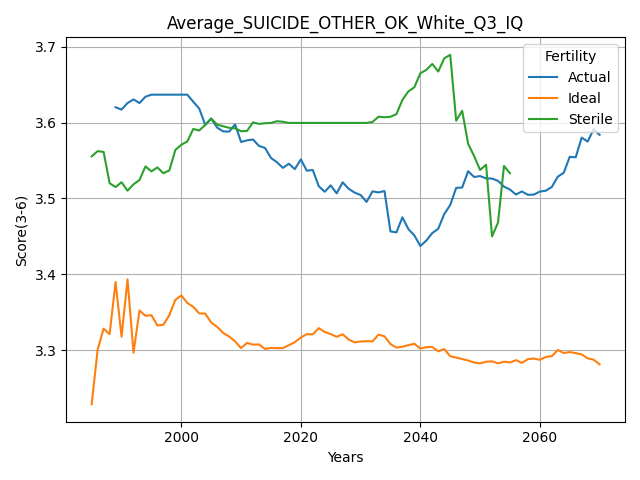 Average_SUICIDE_OTHER_OK_White_Q3_IQ
Fertility
Actual
Ideal
Sterile
Score(3-6)
3.7
3.6
3.5
3.4
3.3
2000
2020
2040
2060
Years